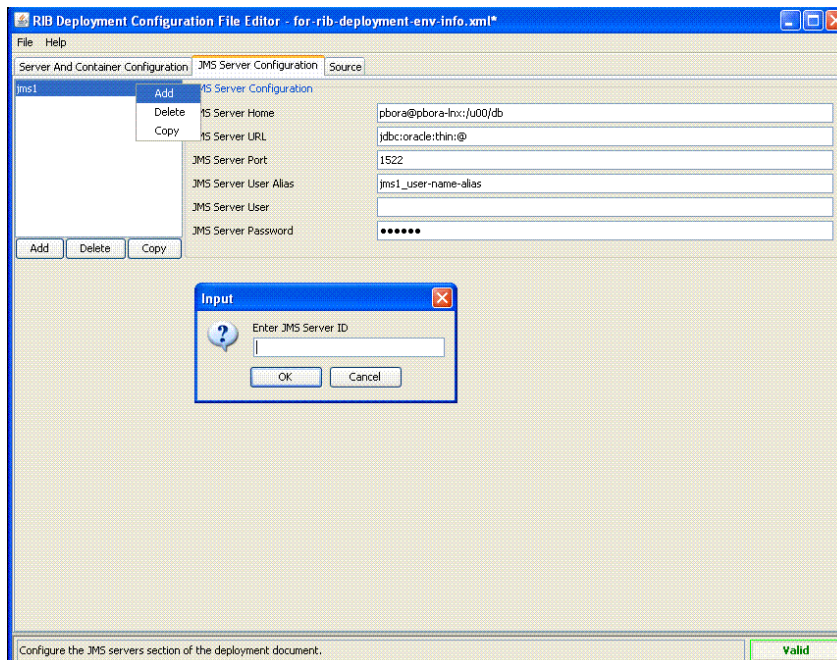 RIB Deployment Configuration File Editor - for-rib-deployment-env-info.xml*
File Help
Server And Container Configuration JMS Server Configuration Source
jms1
Add
Delete
Copy
MS Server Configuration
MS Server Home pbora@pbora-lnx:/u00/db
MS Server URL jdbc:oracle:thin:@
JMS Server Port 1522
JMS Server User Alias jms1_user-name-alias
JMS Server User
JMS Server Password ●●●●●●
Add Delete Copy
Input
Enter JMS Server ID
OK Cancel
Configure the JMS servers section of the deployment document. Valid